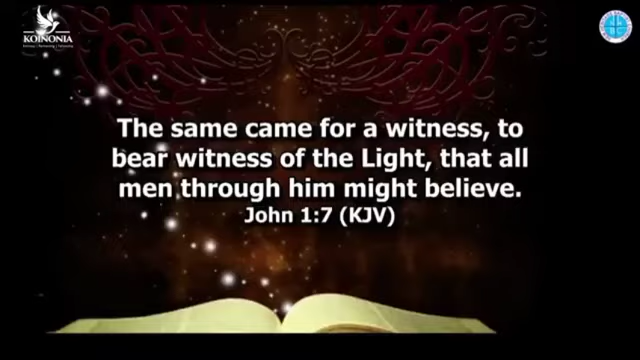 KOINONIA
The same came for a witness, to
bear witness of the Light, that all
men through him might believe.
John 1:7 (KJV)